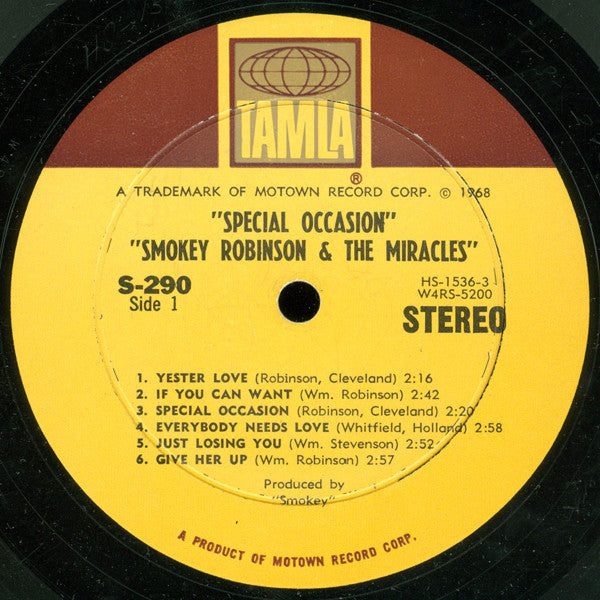 TAMLA
®
A TRADEMARK OF MOTOWN RECORD CORP. © 1968
"SPECIAL OCCASION"
"SMOKEY ROBINSON & THE MIRACLES"
S-290
Side 1
HS-1536-3
W4RS-5200
STEREO
1. YESTER LOVE (Robinson, Cleveland) 2:16
2. IF YOU CAN WANT (Wm. Robinson) 2:42
3. SPECIAL OCCASION (Robinson, Cleveland) 2:20
4. EVERYBODY NEEDS LOVE (Whitfield, Holland) 2:58
5. JUST LOSING YOU (Wm. Stevenson) 2:52
6. GIVE HER UP (Wm. Robinson) 2:57
Produced by
"Smokey"
A PRODUCT OF MOTOWN RECORD CORP.